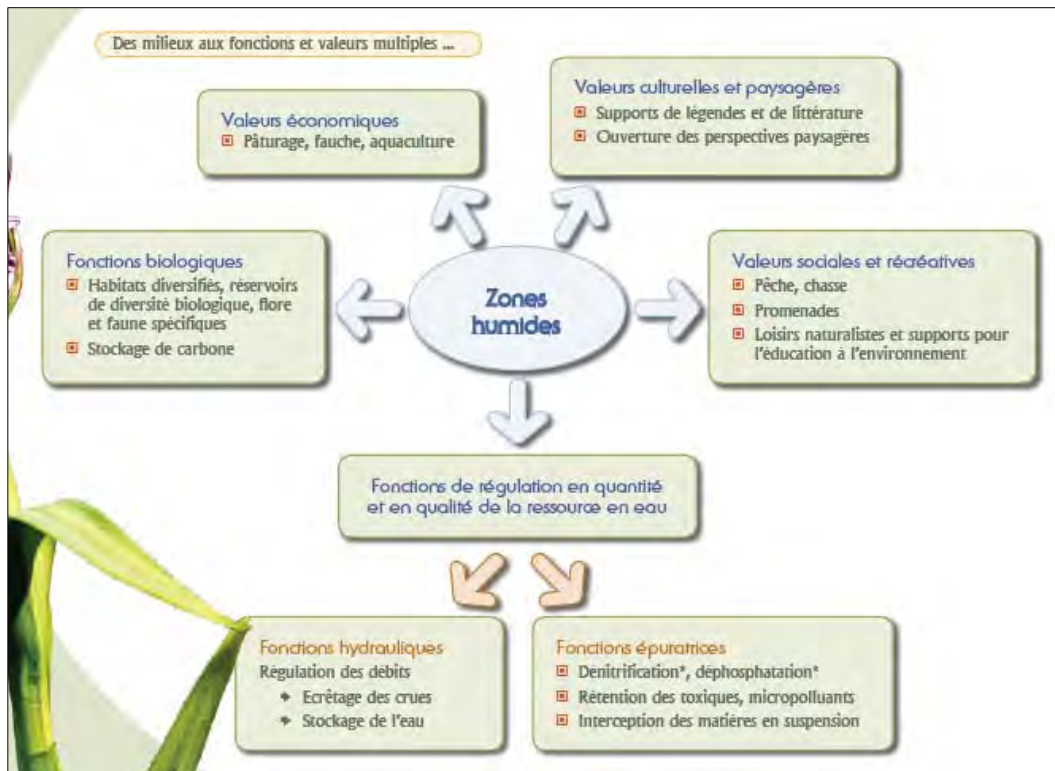 Des milieux aux fonctions et valeurs multiples ...
Valeurs économiques
Pâturage, fauche, aquaculture
Valeurs culturelles et paysagères
Supports de légendes et de littérature
Ouverture des perspectives paysagères
Fonctions biologiques
Habitats diversifiés, réservoirs
de diversité biologique, flore
et faune spécifiques
Stockage de carbone
Zones
humides
Valeurs sociales et récréatives
Pêche, chasse
Promenades
Loisirs naturalistes et supports pour
l'éducation à l'environnement
Fonctions de régulation en quantité
et en qualité de la ressource en eau
Fonctions hydrauliques
Régulation des débits
Ecrêtage des crues
Stockage de l'eau
Fonctions épuratrices
Dénitrification*, déphosphatation*
Rétention des toxiques, micropolluants
Interception des matières en suspension